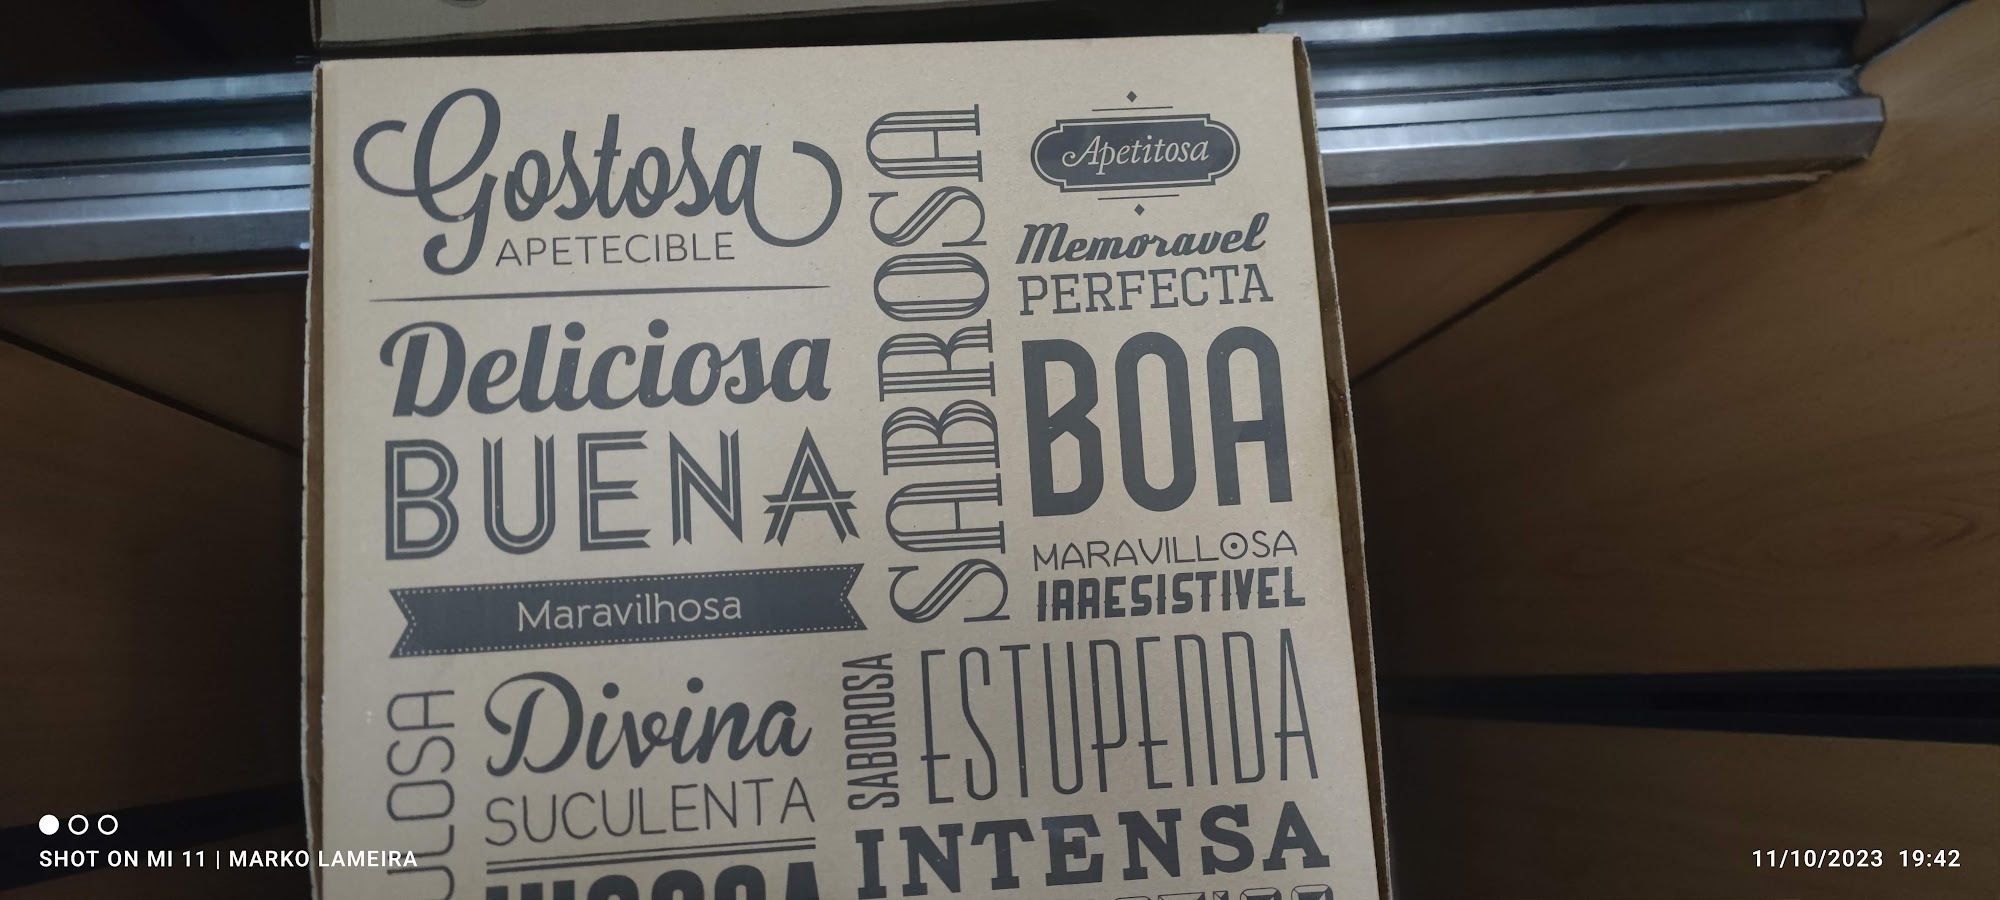 Gostosa
APETECIBLE
Deliciosa
BUENA
Maravilhosa
Divina
SUCULENTA
SABROSA
Apetitosa
Memoravel
PERFECTA
BOA
MARAVILLOSA
IRRESISTIVEL
SABOROSA
ESTUPENDA
INTENSA
SHOT ON MI 11 | MARKO LAMEIRA
11/10/2023 19:42